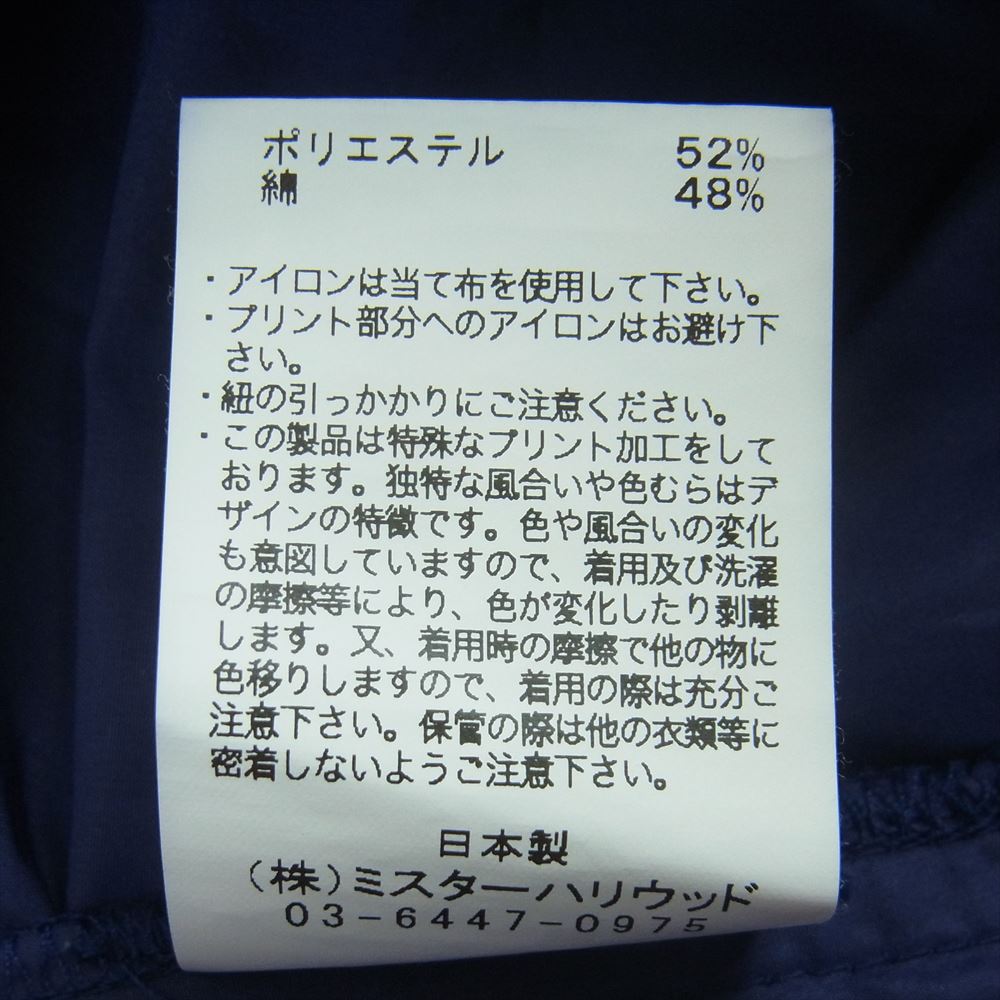 ポリエステル 52%
綿 48%
・アイロンは当て布を使用して下さい。
・プリント部分へのアイロンはお避け下
さい。
・紐の引っかかりにご注意ください。
・この製品は特殊なプリント加工をして
おります。独特な風合いや色むらはデ
ザインの特徴です。色や風合いの変化
も意図していますので、着用及び洗濯
の摩擦等により、色が変化したり剥離
します。又、着用時の摩擦で他の物に
色移りしますので、着用の際は充分ご
注意下さい。保管の際は他の衣類等に
密着しないようご注意下さい。
日本製
(株)ミスターハリウッド
03-6447-0975